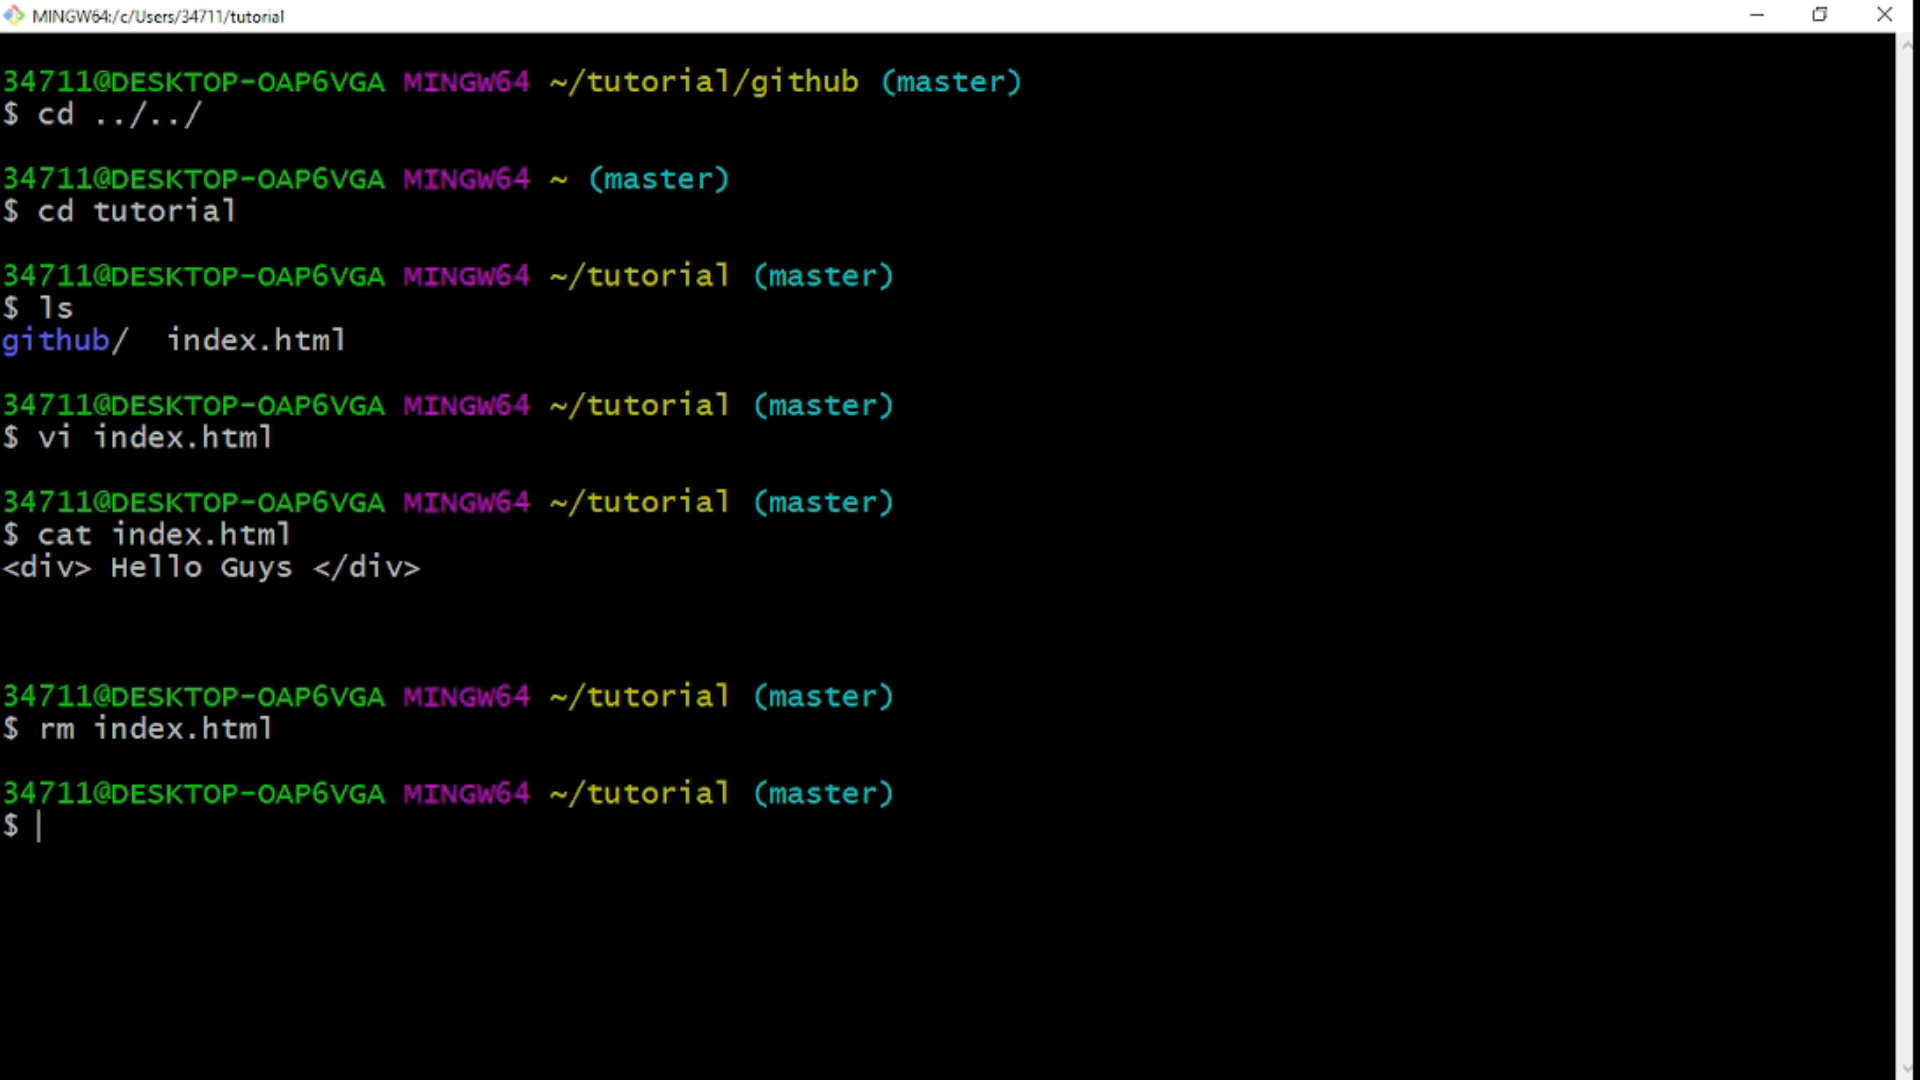 MINGW64:/c/Users/34711/tutorial
34711@DESKTOP-OAP6VGA MINGW64 ~/tutorial/github (master)
$ cd ../../
34711@DESKTOP-OAP6VGA MINGW64 ~ (master)
$ cd tutorial
34711@DESKTOP-OAP6VGA MINGW64 ~/tutorial (master)
$ ls
github/  index.html
34711@DESKTOP-OAP6VGA MINGW64 ~/tutorial (master)
$ vi index.html
34711@DESKTOP-OAP6VGA MINGW64 ~/tutorial (master)
$ cat index.html
<div> Hello Guys </div>
34711@DESKTOP-OAP6VGA MINGW64 ~/tutorial (master)
$ rm index.html
34711@DESKTOP-OAP6VGA MINGW64 ~/tutorial (master)
$